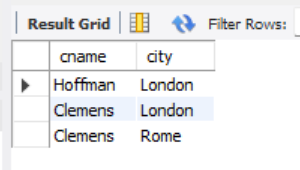 Result Grid Filter Rows:
cname city
Hoffman London
Clemens London
Clemens Rome